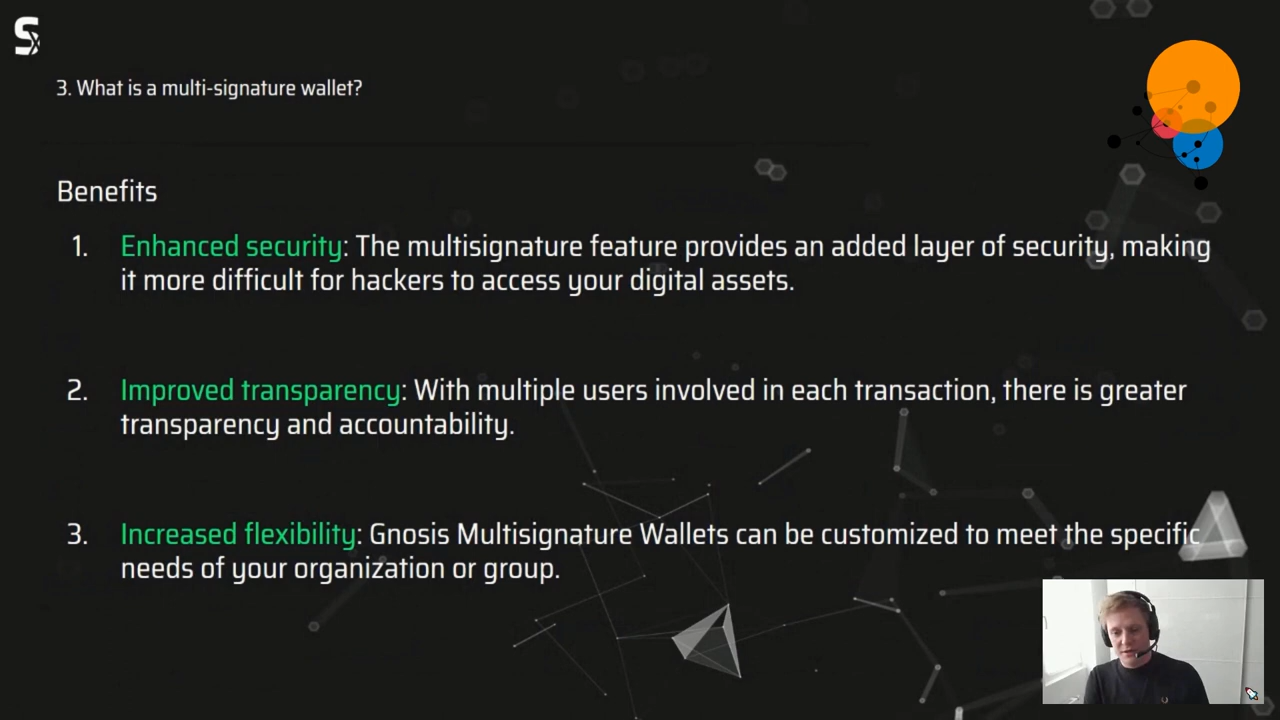 3. What is a multi-signature wallet?
Benefits
1. Enhanced security: The multisignature feature provides an added layer of security, making
it more difficult for hackers to access your digital assets.
2. Improved transparency: With multiple users involved in each transaction, there is greater
transparency and accountability.
3. Increased flexibility: Gnosis Multisignature Wallets can be customized to meet the specific
needs of your organization or group.